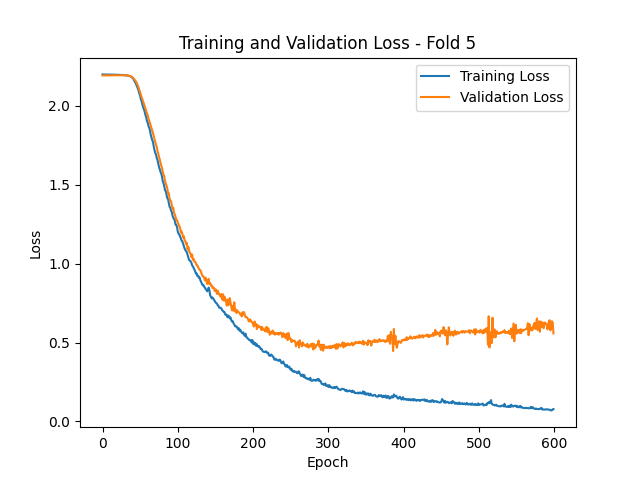 Training and Validation Loss - Fold 5
Training Loss
Validation Loss
Loss
2.0
1.5
1.0
0.5
0.0
0 100 200 300 400 500 600
Epoch